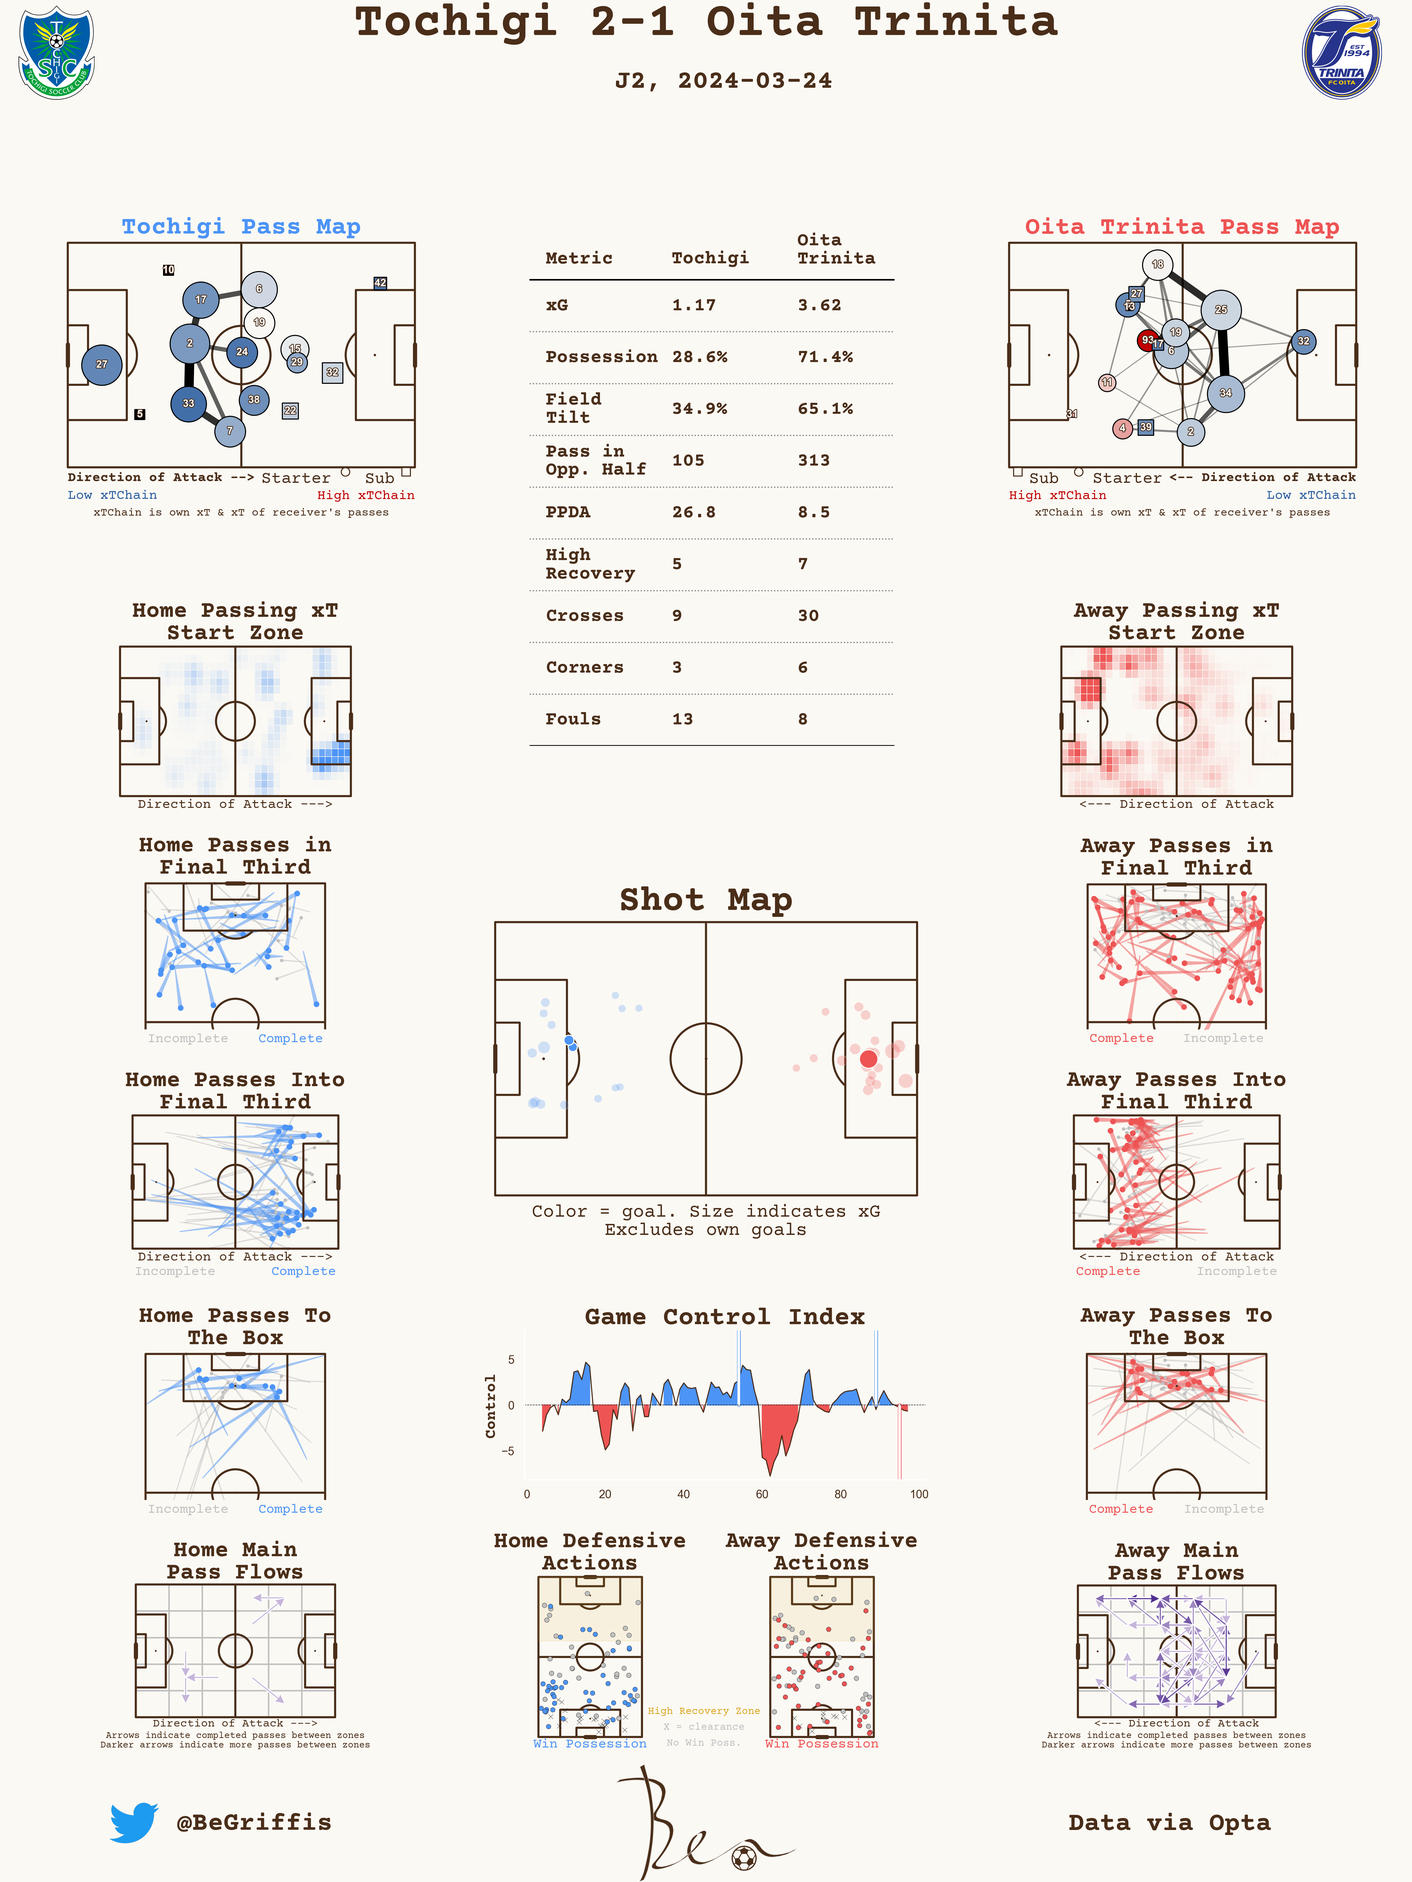 Tochigi 2-1 Oita Trinita
J2, 2024-03-24
TOCHIGI
SC
TOCHIGI SOCCER CLUB
EST
1994
TRINITA
FC OITA
Tochigi Pass Map
10
42
17
6
19
2
24
15
29
27
32
33
38
22
5
7
Direction of Attack --> Starter Sub
Low xTChain High xTChain
xTChain is own xT & xT of receiver's passes
Metric Tochigi Oita Trinita
xG 1.17 3.62
Possession 28.6% 71.4%
Field Tilt 34.9% 65.1%
Pass in Opp. Half 105 313
PPDA 26.8 8.5
High Recovery 5 7
Crosses 9 30
Corners 3 6
Fouls 13 8
Oita Trinita Pass Map
18
27
13
25
19
93
17
6
32
11
34
31
4
39
2
Sub Starter <-- Direction of Attack
High xTChain Low xTChain
xTChain is own xT & xT of receiver's passes
Home Passing xT
Start Zone
Direction of Attack --->
Away Passing xT
Start Zone
<--- Direction of Attack
Home Passes in
Final Third
Incomplete Complete
Away Passes in
Final Third
Complete Incomplete
Shot Map
Color = goal. Size indicates xG
Excludes own goals
Home Passes Into
Final Third
Direction of Attack --->
Incomplete Complete
Away Passes Into
Final Third
<--- Direction of Attack
Complete Incomplete
Home Passes To
The Box
Incomplete Complete
Game Control Index
Control
5
0
−5
0 20 40 60 80 100
Away Passes To
The Box
Complete Incomplete
Home Main
Pass Flows
Direction of Attack --->
Arrows indicate completed passes between zones
Darker arrows indicate more passes between zones
Home Defensive
Actions
Win Possession
Away Defensive
Actions
Win Possession
High Recovery Zone
X = clearance
No Win Poss.
Away Main
Pass Flows
<--- Direction of Attack
Arrows indicate completed passes between zones
Darker arrows indicate more passes between zones
@BeGriffis
Ben
Data via Opta